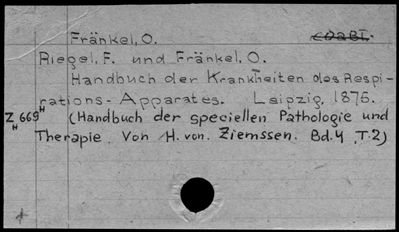 Fränkel, O.
Riegel, F. und Fränkel, O.
Handbuch der Krankheiten des Respi-
rations-Apparates. Leipzig, 1875.
Z 669 H (Handbuch der speciellen Pathologie und
H Therapie. Von H. von. Ziemssen. Bd. 4, T. 2)